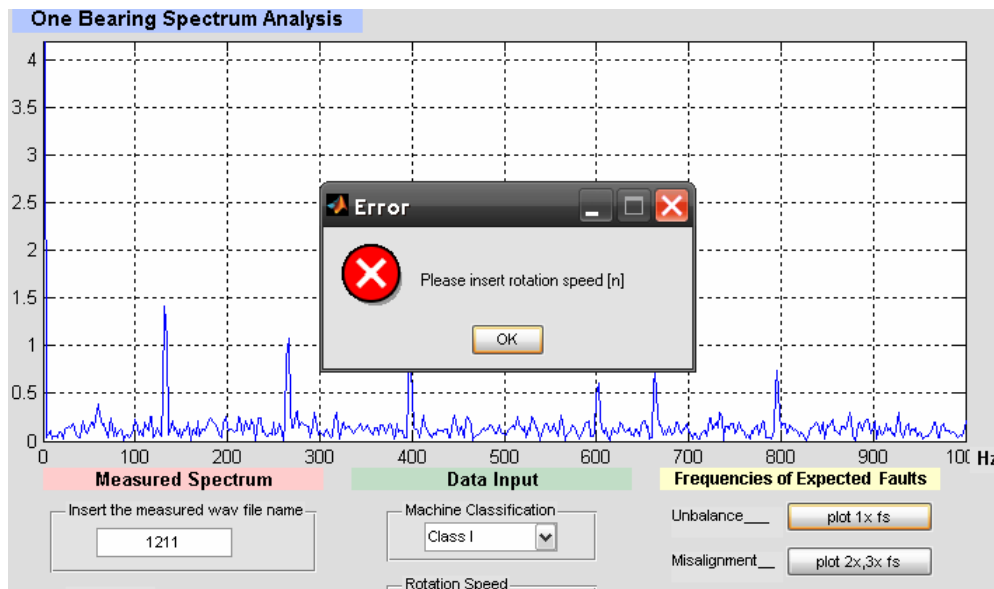 One Bearing Spectrum Analysis
4
3.5
3
2.5
2
1.5
1
0.5
0
Error
Please insert rotation speed [n]
OK
0 100 200 300 400 500 600 700 800 900 100 Hz
Measured Spectrum
Insert the measured wav file name
1211
Data Input
Machine Classification
Class I
Rotation Speed
Frequencies of Expected Faults
Unbalance___ plot 1x fs
Misalignment__ plot 2x,3x fs